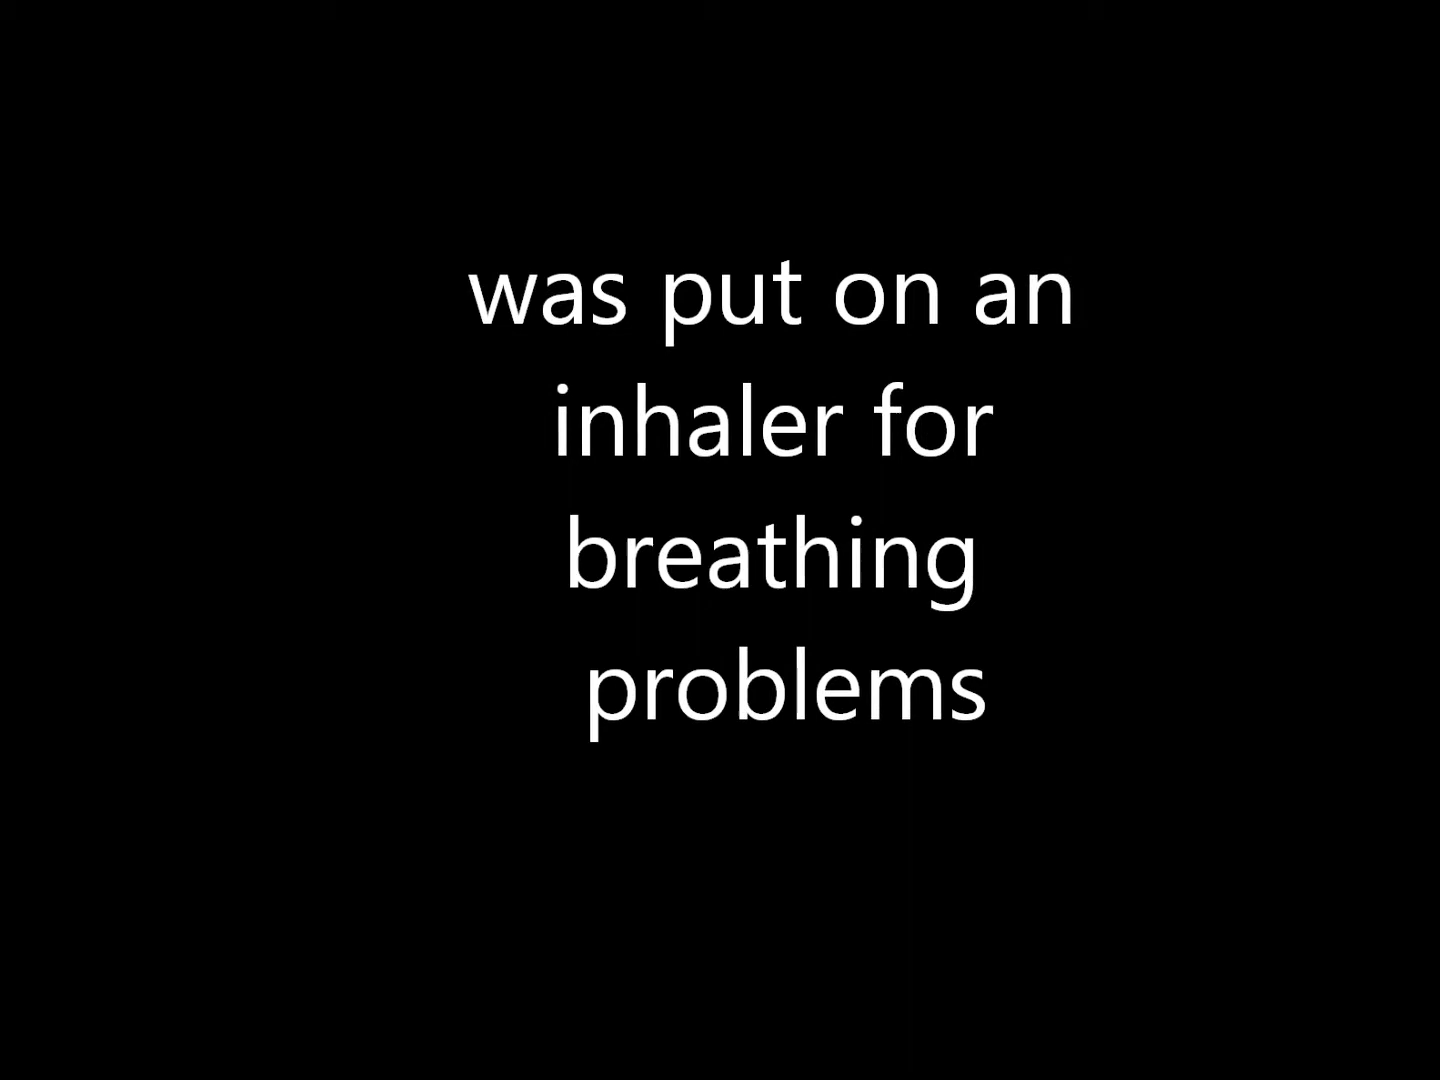 was put on an
inhaler for
breathing
problems